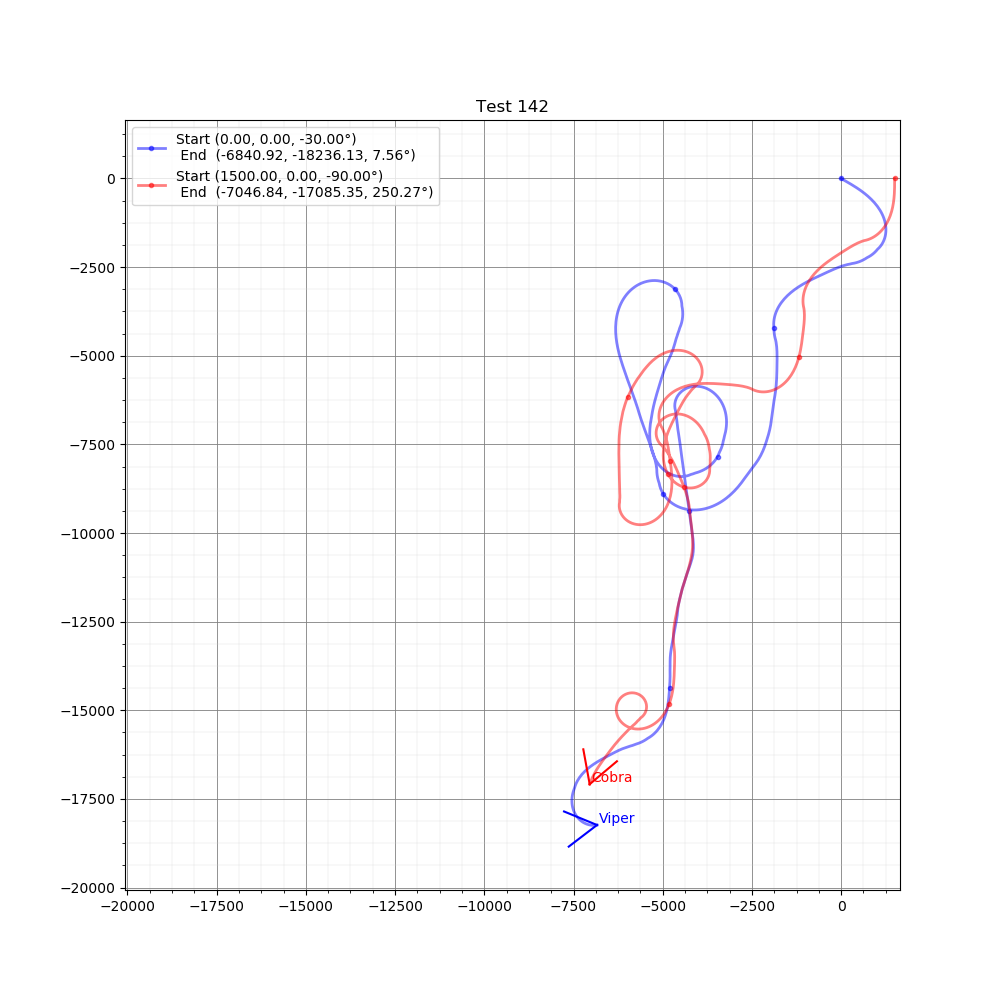 Test 142
Start (0.00, 0.00, -30.00°)
End (-6840.92, -18236.13, 7.56°)
Start (1500.00, 0.00, -90.00°)
End (-7046.84, -17085.35, 250.27°)
0
−2500
−5000
−7500
−10000
−12500
−15000
−17500
−20000
Cobra
Viper
−20000 −17500 −15000 −12500 −10000 −7500 −5000 −2500 0